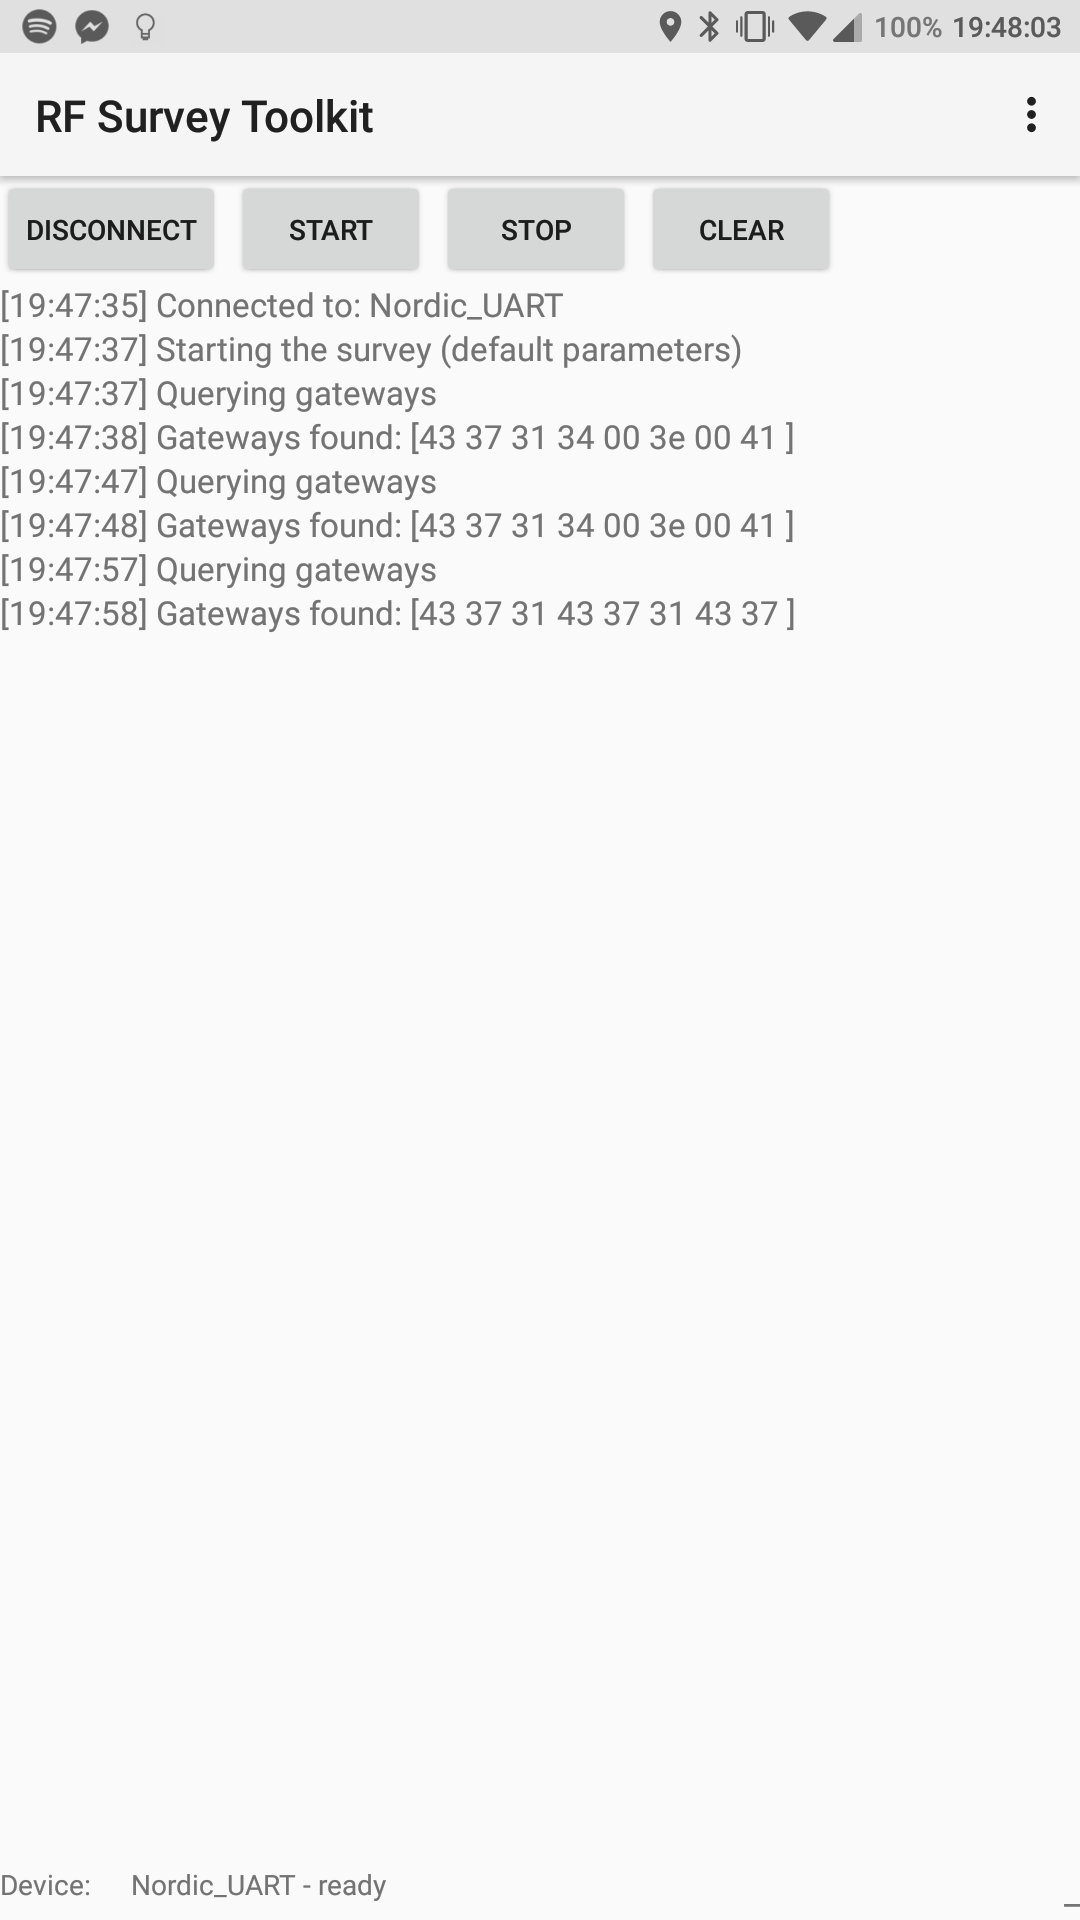 100% 19:48:03
RF Survey Toolkit
DISCONNECT START STOP CLEAR
[19:47:35] Connected to: Nordic_UART
[19:47:37] Starting the survey (default parameters)
[19:47:37] Querying gateways
[19:47:38] Gateways found: [43 37 31 34 00 3e 00 41 ]
[19:47:47] Querying gateways
[19:47:48] Gateways found: [43 37 31 34 00 3e 00 41 ]
[19:47:57] Querying gateways
[19:47:58] Gateways found: [43 37 31 43 37 31 43 37 ]
Device: Nordic_UART - ready